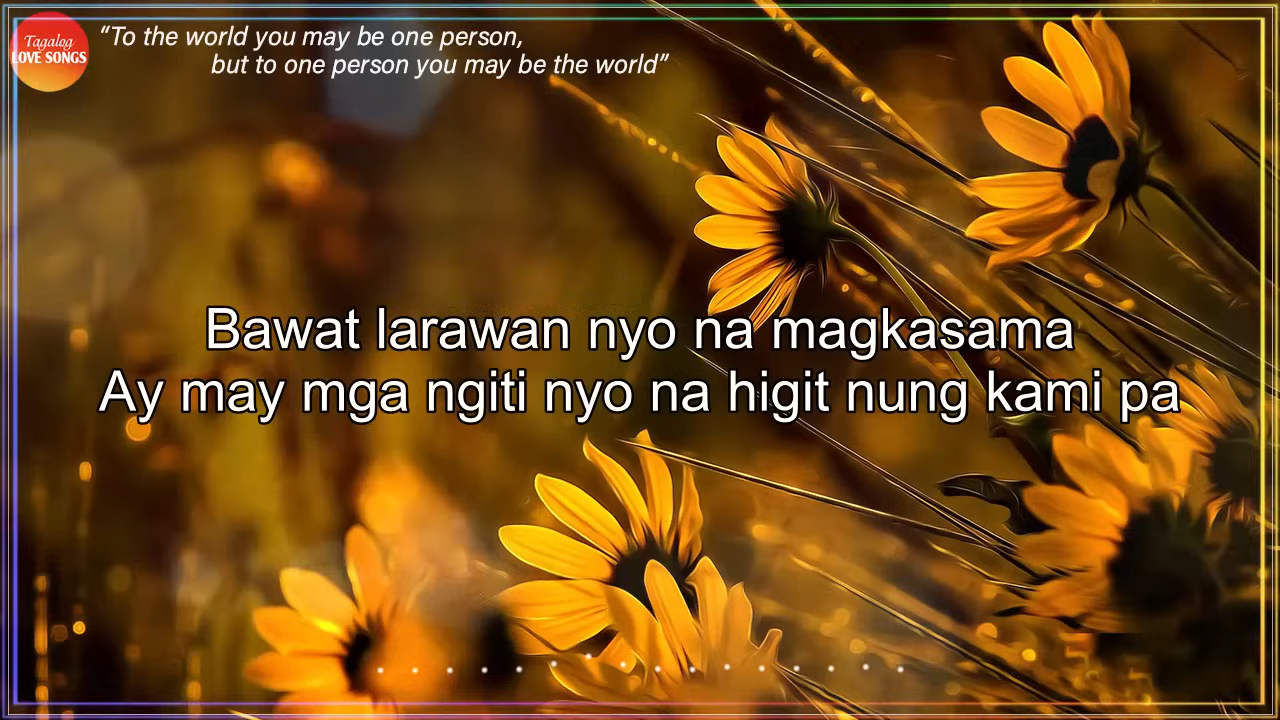 Tagalog
LOVE SONGS
“To the world you may be one person,
but to one person you may be the world”
Bawat larawan nyo na magkasama
Ay may mga ngiti nyo na higit nung kami pa